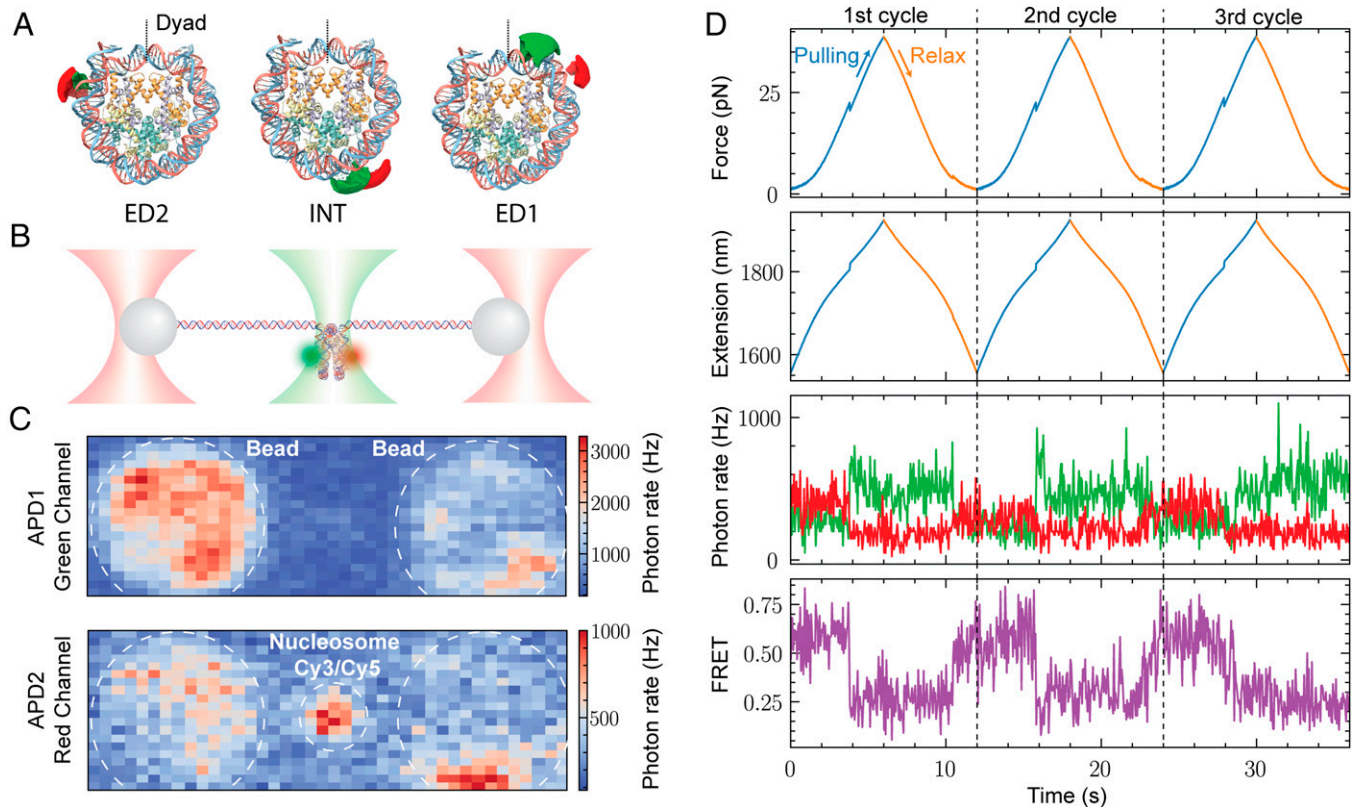 A
Dyad
ED2
INT
ED1
B
C
APD1
Green Channel
Bead
Bead
3000
2000
1000
Photon rate (Hz)
APD2
Red Channel
Nucleosome
Cy3/Cy5
1000
500
Photon rate (Hz)
D
1st cycle
2nd cycle
3rd cycle
Pulling
Relax
Force (pN)
25
0
Extension (nm)
1800
1600
Photon rate (Hz)
1000
0
FRET
0.75
0.50
0.25
0
10
20
30
Time (s)